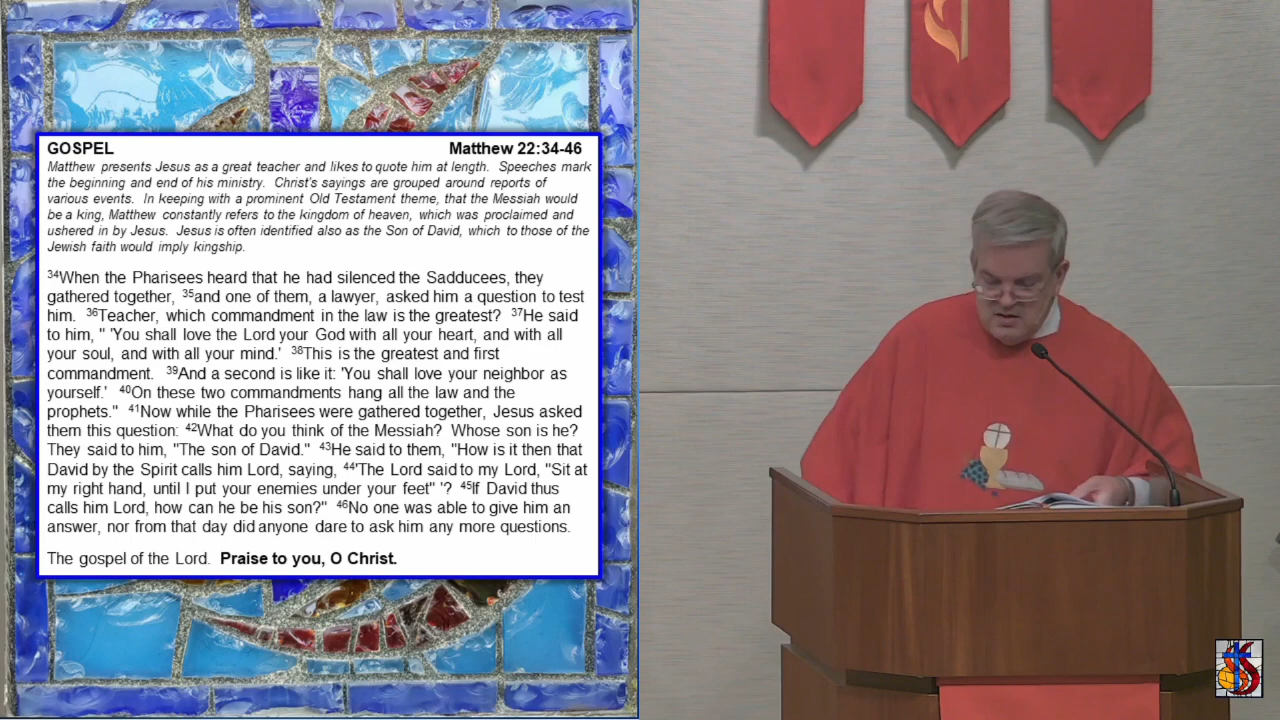 GOSPEL Matthew 22:34-46
Matthew presents Jesus as a great teacher and likes to quote him at length. Speeches mark
the beginning and end of his ministry. Christ's sayings are grouped around reports of
various events. In keeping with a prominent Old Testament theme, that the Messiah would
be a king, Matthew constantly refers to the kingdom of heaven, which was proclaimed and
ushered in by Jesus. Jesus is often identified also as the Son of David, which to those of the
Jewish faith would imply kingship.
34When the Pharisees heard that he had silenced the Sadducees, they
gathered together, 35and one of them, a lawyer, asked him a question to test
him. 36Teacher, which commandment in the law is the greatest? 37He said
to him, " 'You shall love the Lord your God with all your heart, and with all
your soul, and with all your mind.' 38This is the greatest and first
commandment. 39And a second is like it: 'You shall love your neighbor as
yourself.' 40On these two commandments hang all the law and the
prophets." 41Now while the Pharisees were gathered together, Jesus asked
them this question: 42What do you think of the Messiah? Whose son is he?
They said to him, "The son of David." 43He said to them, "How is it then that
David by the Spirit calls him Lord, saying, 44'The Lord said to my Lord, "Sit at
my right hand, until I put your enemies under your feet" '? 45If David thus
calls him Lord, how can he be his son?" 46No one was able to give him an
answer, nor from that day did anyone dare to ask him any more questions.
The gospel of the Lord. Praise to you, O Christ.